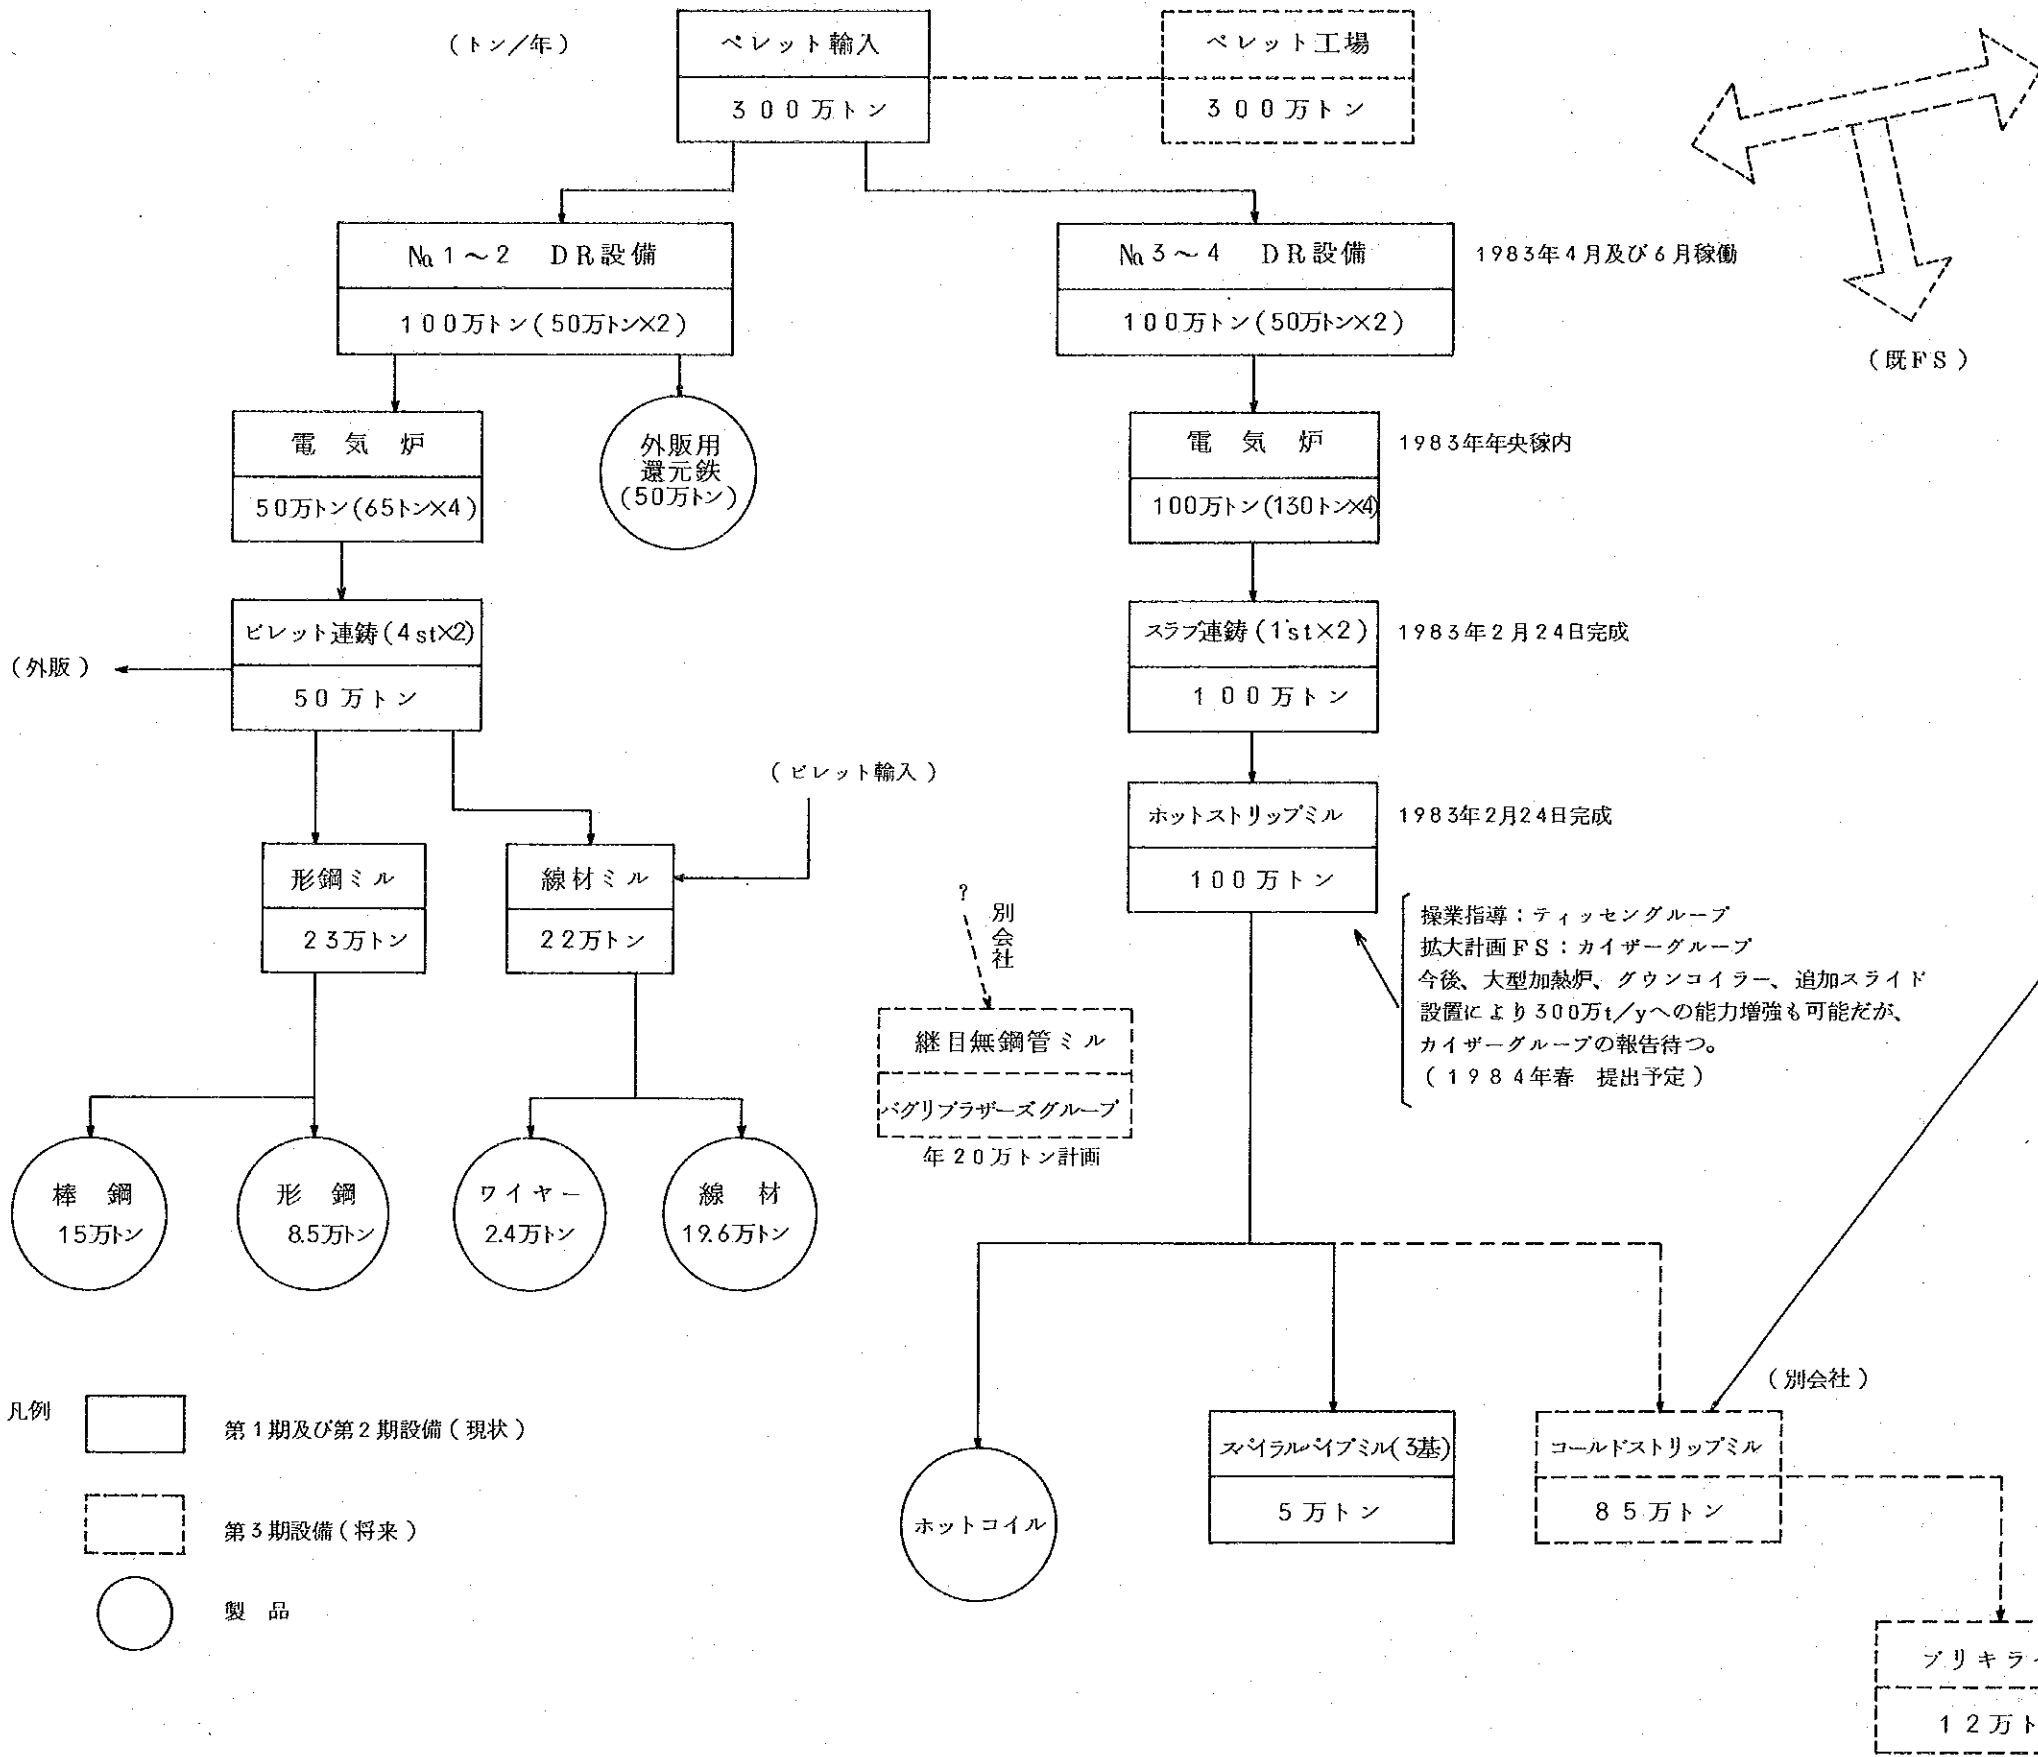 (トン/年)
ペレット輸入
300万トン
ペレット工場
300万トン
№1~2 DR設備
100万トン(50万トン×2)
№3~4 DR設備
100万トン(50万トン×2)
1983年4月及び6月稼働
(既FS)
電気炉
50万トン(65トン×4)
外販用
還元鉄
(50万トン)
電気炉
100万トン(130トン×4)
1983年年央稼内
ビレット連鋳(4st×2)
50万トン
(外販)
スラブ連鋳(1st×2)
100万トン
1983年2月24日完成
(ビレット輸入)
ホットストリップミル
100万トン
1983年2月24日完成
形鋼ミル
23万トン
線材ミル
22万トン
?
別会社
継目無鋼管ミル
バグリブラザーズグループ
年20万トン計画
操業指導:ティッセングループ
拡大計画FS:カイザーグループ
今後、大型加熱炉、グウンコイラー、追加スライド
設置により300万t/yへの能力増強も可能だが、
カイザーグループの報告待つ。
(1984年春 提出予定)
棒鋼
15万トン
形鋼
8.5万トン
ワイヤー
2.4万トン
線材
19.6万トン
(別会社)
ホットコイル
スパイラルパイプミル(3基)
5万トン
コールドストリップミル
85万トン
ブリキラ
12万ト
凡例
第1期及び第2期設備(現状)
第3期設備(将来)
製品